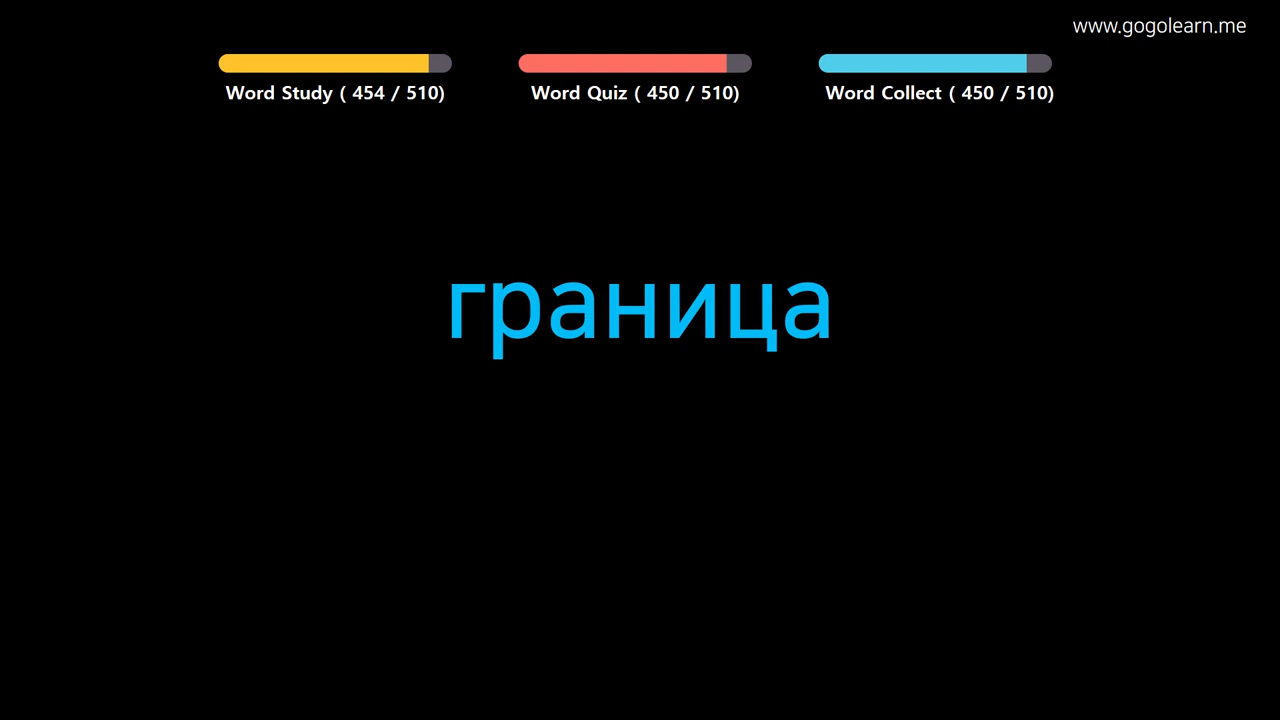 www.gogolearn.me
Word Study ( 454 / 510)
Word Quiz ( 450 / 510)
Word Collect ( 450 / 510)
граница